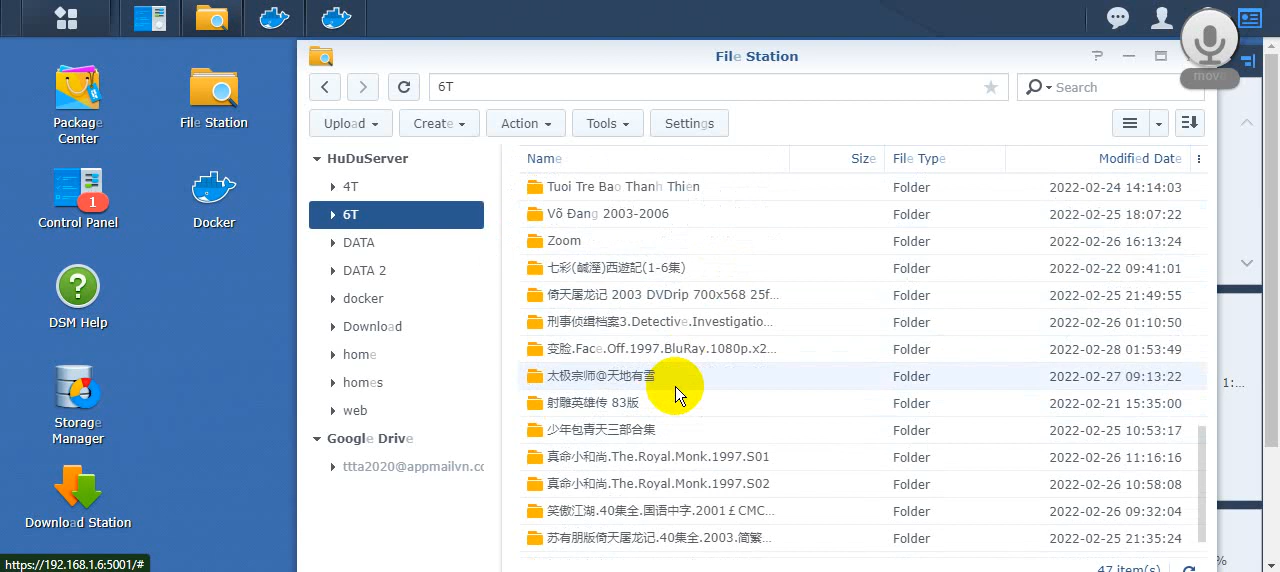 File Station
move
6T
Search
Upload
Create
Action
Tools
Settings
Package Center
File Station
Control Panel
1
Docker
DSM Help
Storage Manager
Download Station
HuDuServer
4T
6T
DATA
DATA 2
docker
Download
home
homes
web
Google Drive
ttta2020@appmailvn.co
Name Size File Type Modified Date
Tuoi Tre Bao Thanh Thien Folder 2022-02-24 14:14:03
Võ Đang 2003-2006 Folder 2022-02-25 18:07:22
Zoom Folder 2022-02-26 16:13:24
七彩(鹹溼)西遊記(1-6集) Folder 2022-02-22 09:41:01
倚天屠龙记 2003 DVDrip 700x568 25f... Folder 2022-02-25 21:49:55
刑事侦缉档案3.Detective.Investigatio... Folder 2022-02-26 01:10:50
变脸.Face.Off.1997.BluRay.1080p.x2... Folder 2022-02-28 01:53:49
太极宗师@天地有雪 Folder 2022-02-27 09:13:22
射雕英雄传 83版 Folder 2022-02-21 15:35:00
少年包青天三部合集 Folder 2022-02-25 10:53:17
真命小和尚.The.Royal.Monk.1997.S01 Folder 2022-02-26 11:16:16
真命小和尚.The.Royal.Monk.1997.S02 Folder 2022-02-26 10:58:08
笑傲江湖.40集全.国语中字.2001￡CMC... Folder 2022-02-26 09:32:04
苏有朋版倚天屠龙记.40集全.2003.简繁... Folder 2022-02-25 21:35:24
47 item(s)
1:...
%
https://192.168.1.6:5001/#